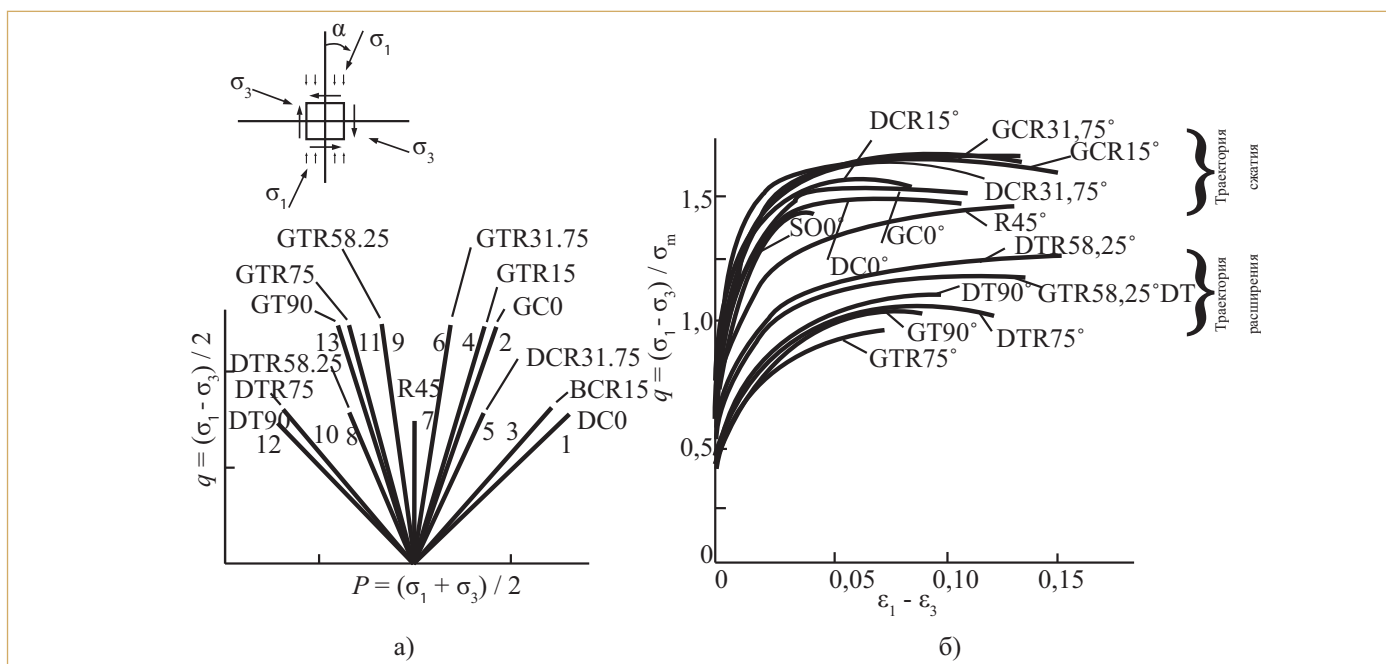 α
σ1
σ3
σ3
σ1
GTR58.25
GTR31.75
GTR75
GTR15
GT90
GC0
13 11 9 6 4 2
DTR58.25
DCR31.75
DTR75
R45
BCR15
DT90
DC0
10 8 7 5 3 1
12
q = (σ1 - σ3) / 2
P = (σ1 + σ3) / 2
а)
DCR15°
GCR31,75°
GCR15°
DCR31,75°
R45°
SO0°
GC0°
DC0°
DTR58,25°
DT90°
GTR58,25°DT
GT90°
DTR75°
GTR75°
Траектория
сжатия
Траектория
расширения
q = (σ1 - σ3) / σm
1,5
1,0
0,5
0
0 0,05 0,10 0,15
ε1 - ε3
б)